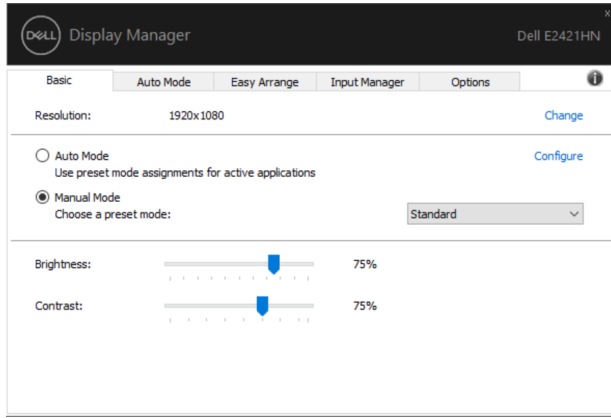 x
DELL Display Manager Dell E2421HN
Basic Auto Mode Easy Arrange Input Manager Options
Resolution: 1920x1080 Change
Auto Mode Configure
Use preset mode assignments for active applications
Manual Mode
Choose a preset mode: Standard
Brightness: 75%
Contrast: 75%